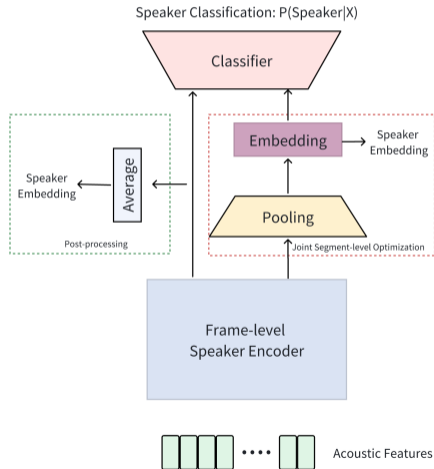 Speaker Classification: P(Speaker|X)
Classifier
Embedding
Speaker
Embedding
Average
Speaker
Embedding
Pooling
Post-processing
Joint Segment-level Optimization
Frame-level
Speaker Encoder
Acoustic Features